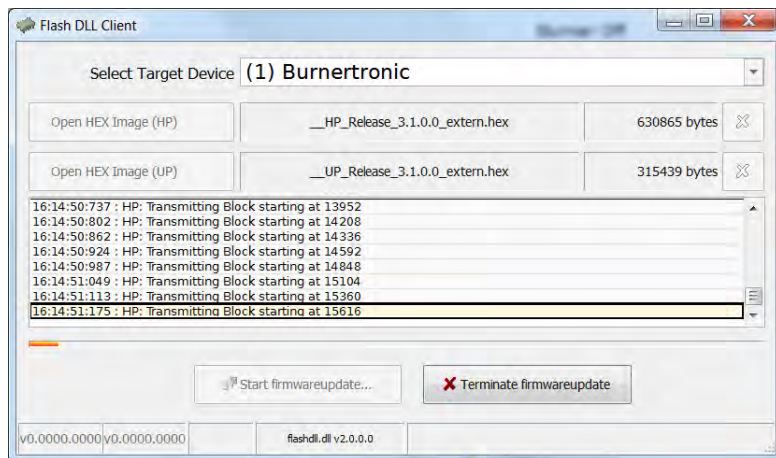 Flash DLL Client
Select Target Device (1) Burnertronic
Open HEX Image (HP) __HP_Release_3.1.0.0_extern.hex 630865 bytes
Open HEX Image (UP) __UP_Release_3.1.0.0_extern.hex 315439 bytes
16:14:50:737 : HP: Transmitting Block starting at 13952
16:14:50:802 : HP: Transmitting Block starting at 14208
16:14:50:862 : HP: Transmitting Block starting at 14336
16:14:50:924 : HP: Transmitting Block starting at 14592
16:14:50:987 : HP: Transmitting Block starting at 14848
16:14:51:049 : HP: Transmitting Block starting at 15104
16:14:51:113 : HP: Transmitting Block starting at 15360
16:14:51:175 : HP: Transmitting Block starting at 15616
Start firmwareupdate... Terminate firmwareupdate
v0.0000.0000 v0.0000.0000 flashdll.dll v2.0.0.0